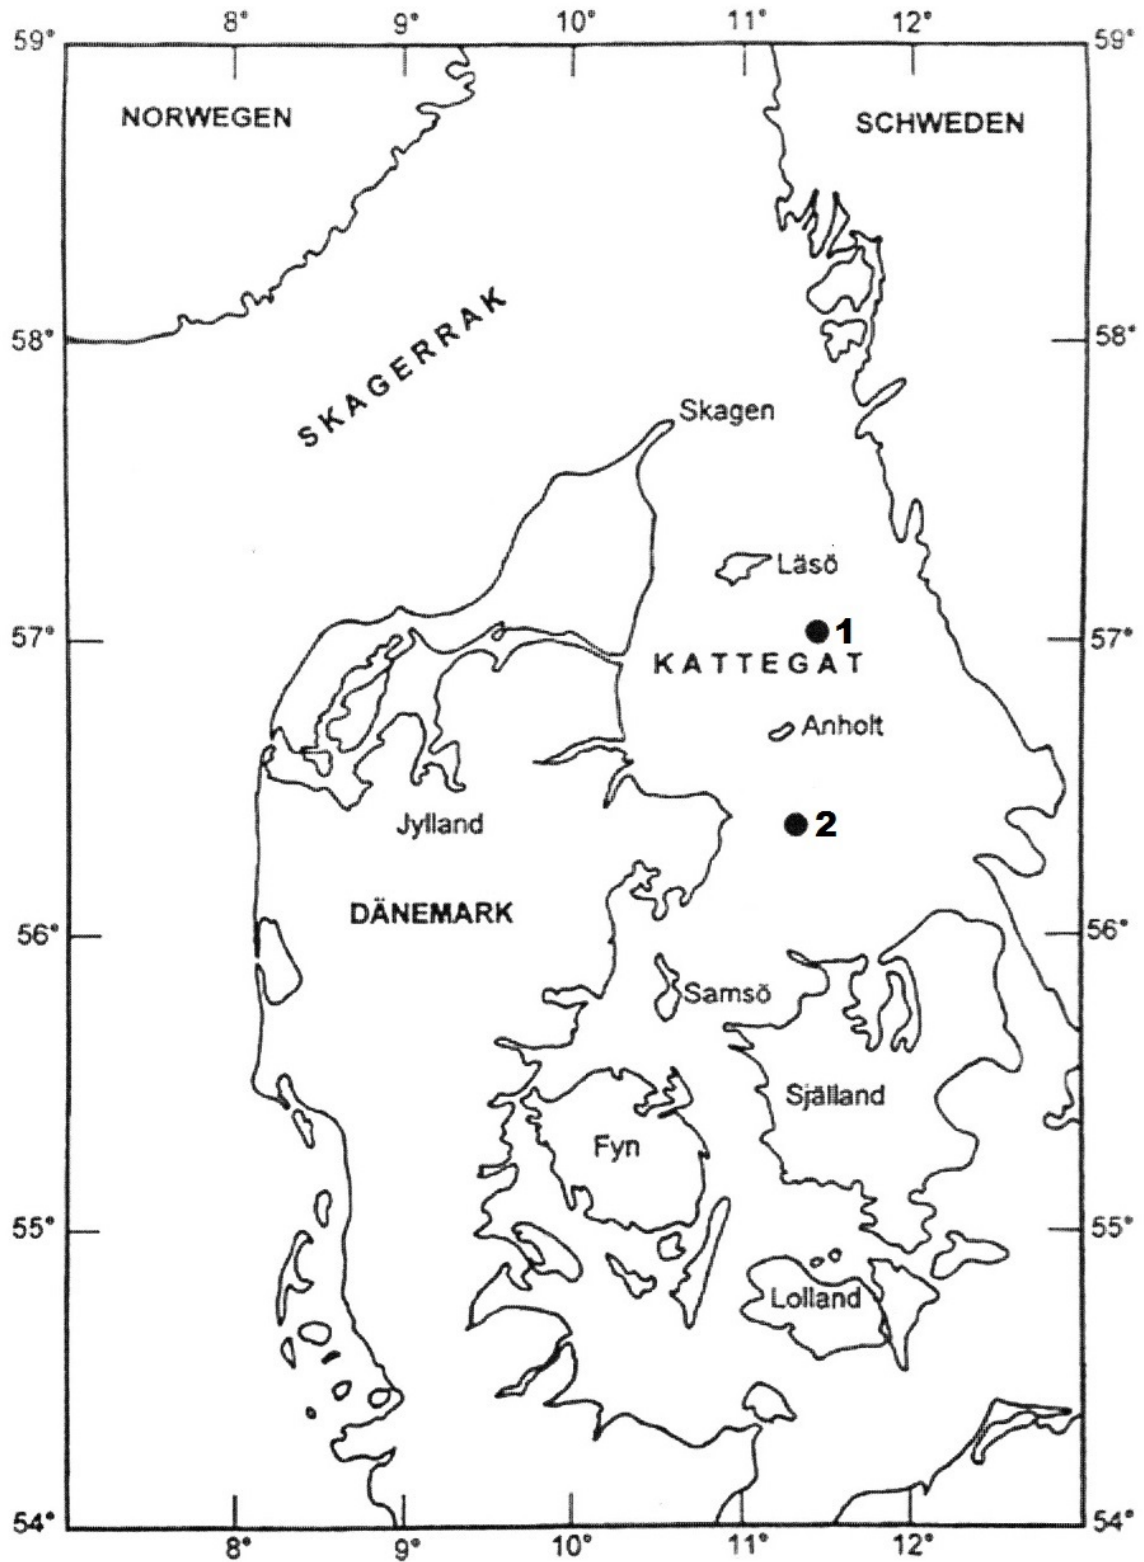 8° 9° 10° 11° 12°
59° 59°
NORWEGEN SCHWEDEN
SKAGERRAK
58° 58°
Skagen
Läsö
1
57° 57°
KATTEGAT
Anholt
2
Jylland
DÄNEMARK
56° 56°
Samsö
Själland
Fyn
55° 55°
Lolland
54° 54°
8° 9° 10° 11° 12°